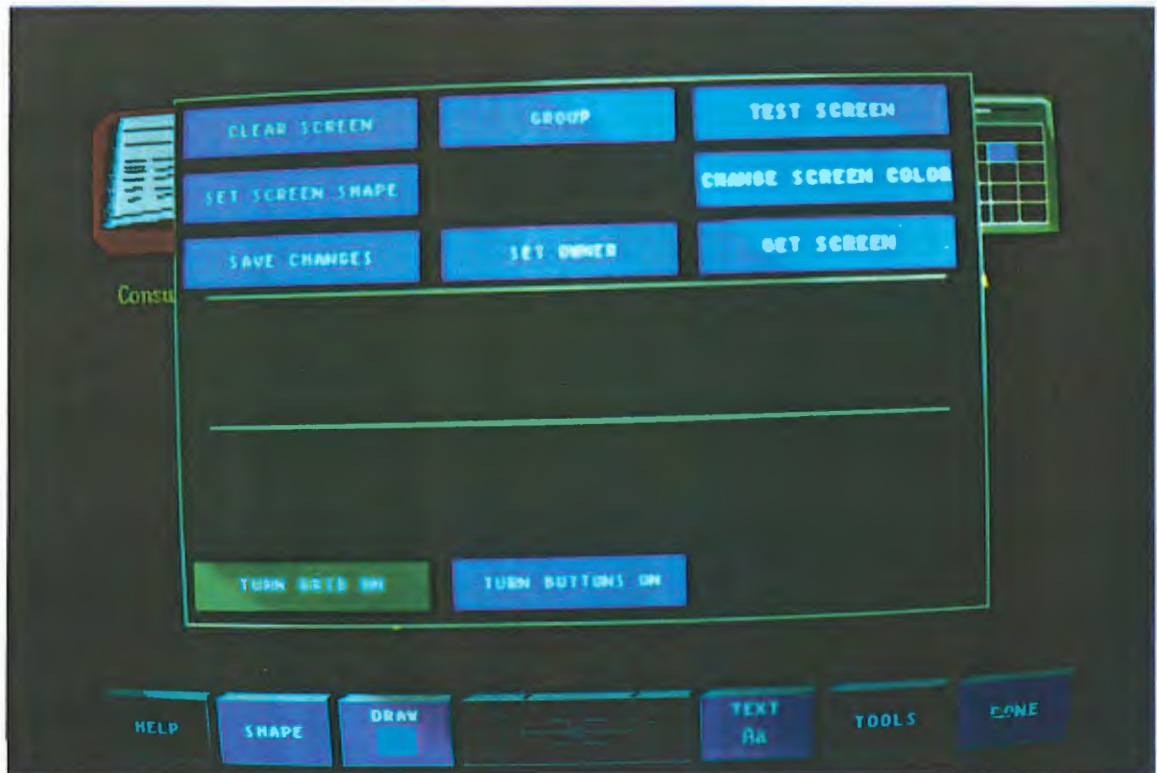 CLEAR SCREEN GROUP TEST SCREEN
SET SCREEN SHAPE CHANGE SCREEN COLOR
SAVE CHANGES SET OWNER GET SCREEN
Consu
TURN GRID ON TURN BUTTONS ON
HELP SHAPE DRAW TEXT Aa TOOLS DONE